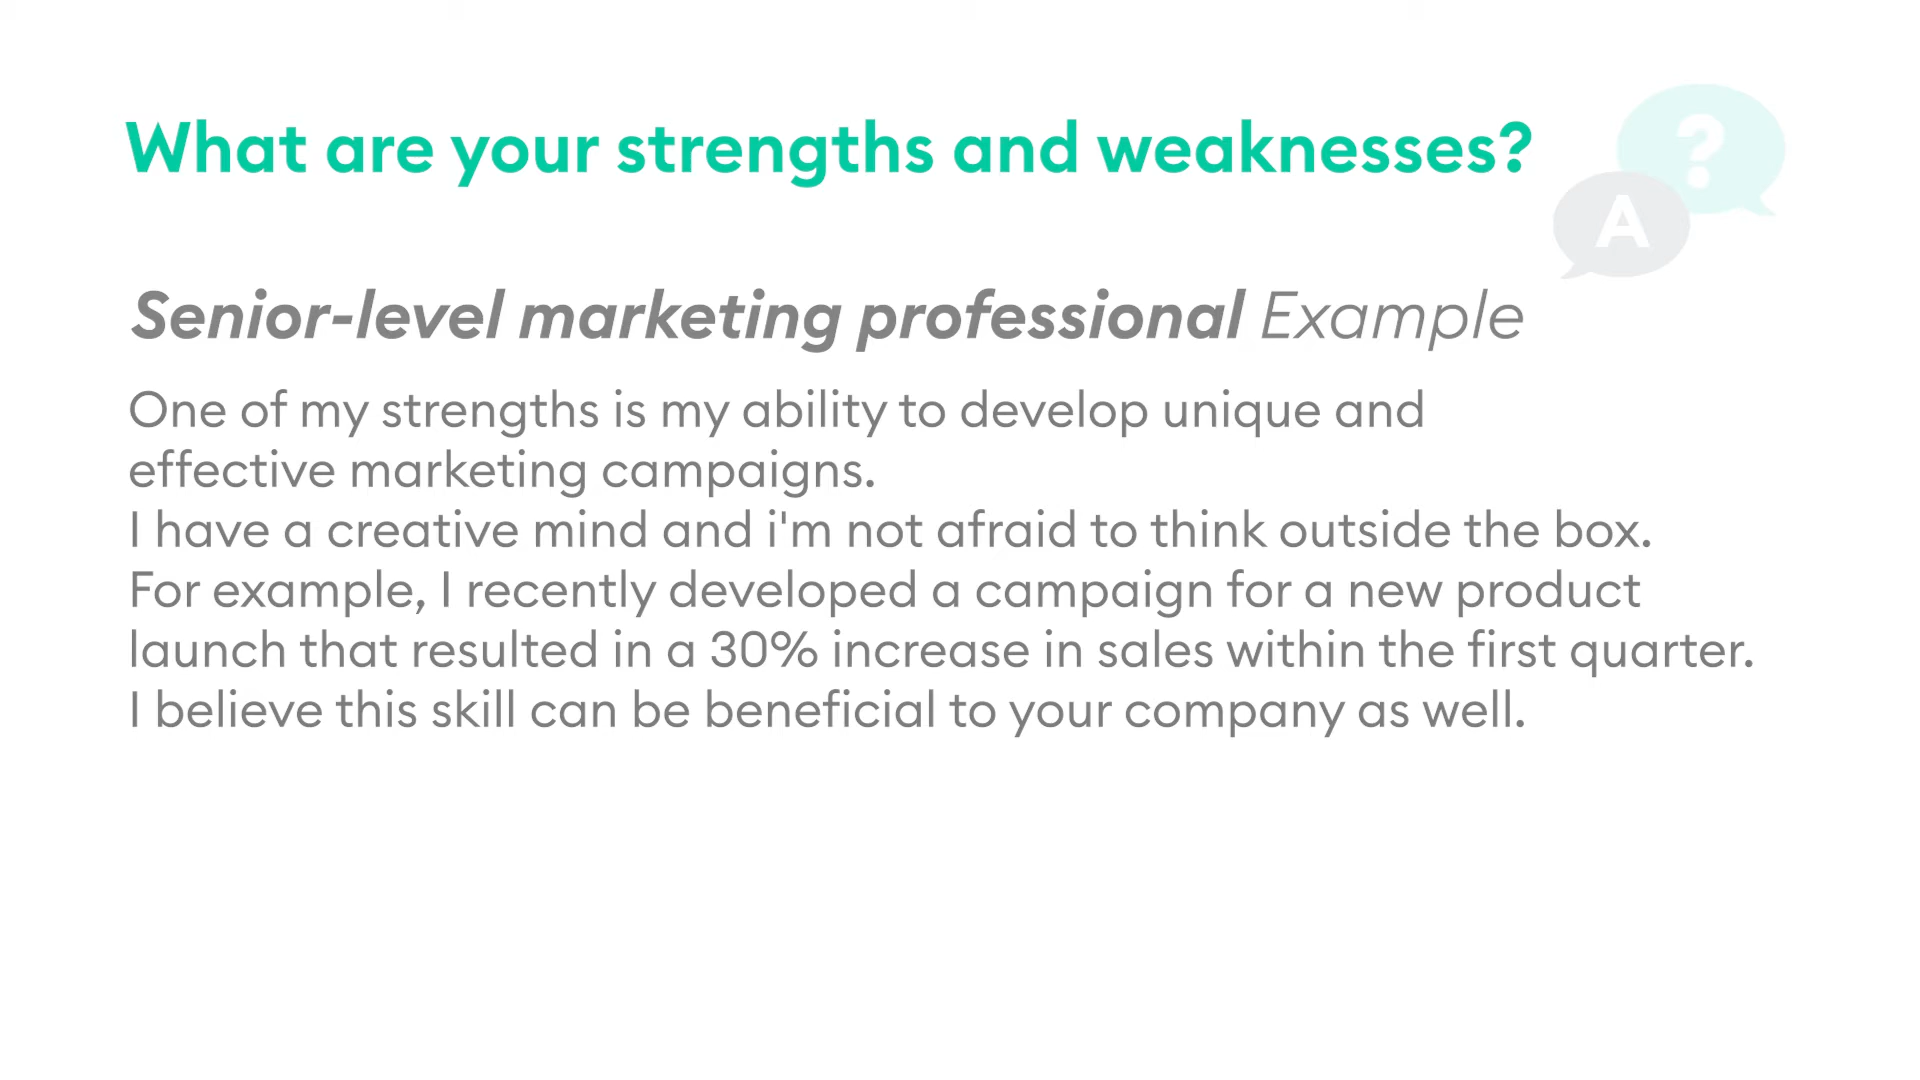 What are your strengths and weaknesses?
?
A
Senior-level marketing professional Example
One of my strengths is my ability to develop unique and
effective marketing campaigns.
I have a creative mind and i'm not afraid to think outside the box.
For example, I recently developed a campaign for a new product
launch that resulted in a 30% increase in sales within the first quarter.
I believe this skill can be beneficial to your company as well.